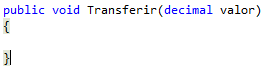 public void Transferir(decimal valor)
{
}